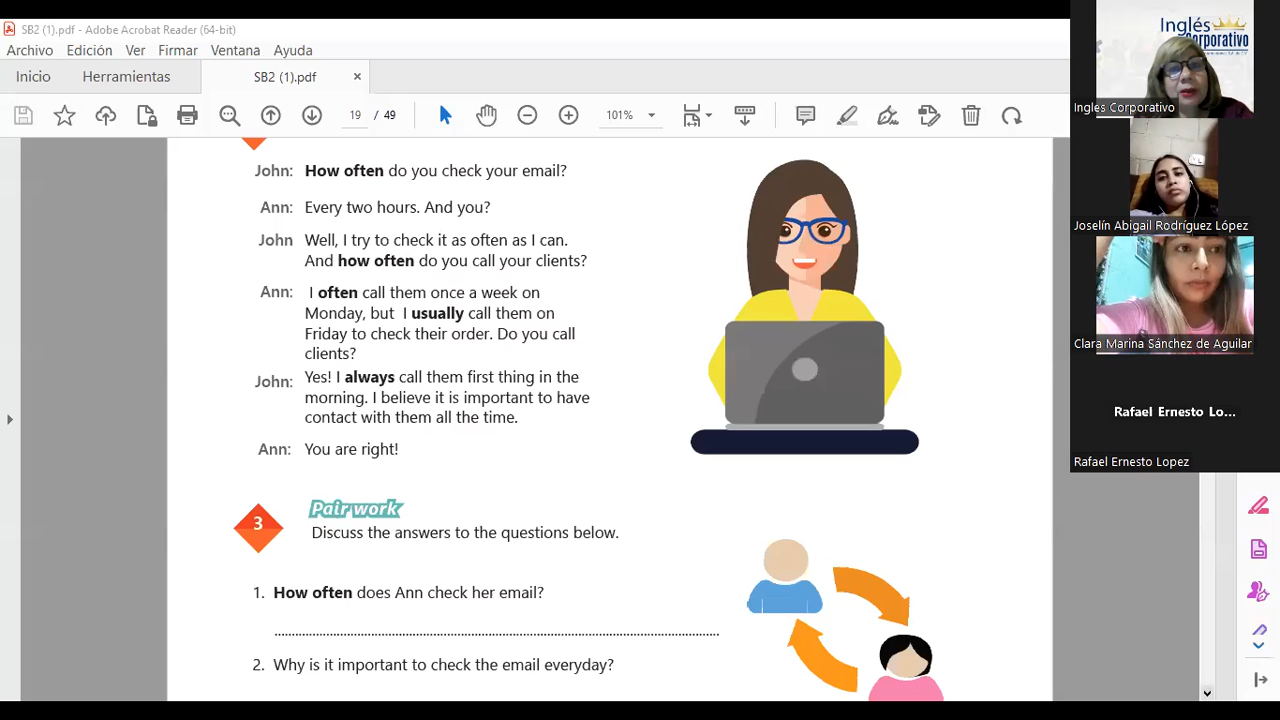 SB2 (1).pdf - Adobe Acrobat Reader (64-bit)
Archivo Edición Ver Firmar Ventana Ayuda
Inicio Herramientas SB2 (1).pdf ×
19 / 49 101%
John: How often do you check your email?
Ann: Every two hours. And you?
John Well, I try to check it as often as I can.
And how often do you call your clients?
Ann: I often call them once a week on
Monday, but I usually call them on
Friday to check their order. Do you call
clients?
John: Yes! I always call them first thing in the
morning. I believe it is important to have
contact with them all the time.
Ann: You are right!
3 Pair work
Discuss the answers to the questions below.
1. How often does Ann check her email?
2. Why is it important to check the email everyday?
Inglés
Corporativo
Ingles Corporativo
Joselín Abigail Rodríguez López
Clara Marina Sánchez de Aguilar
Rafael Ernesto Lo...
Rafael Ernesto Lopez